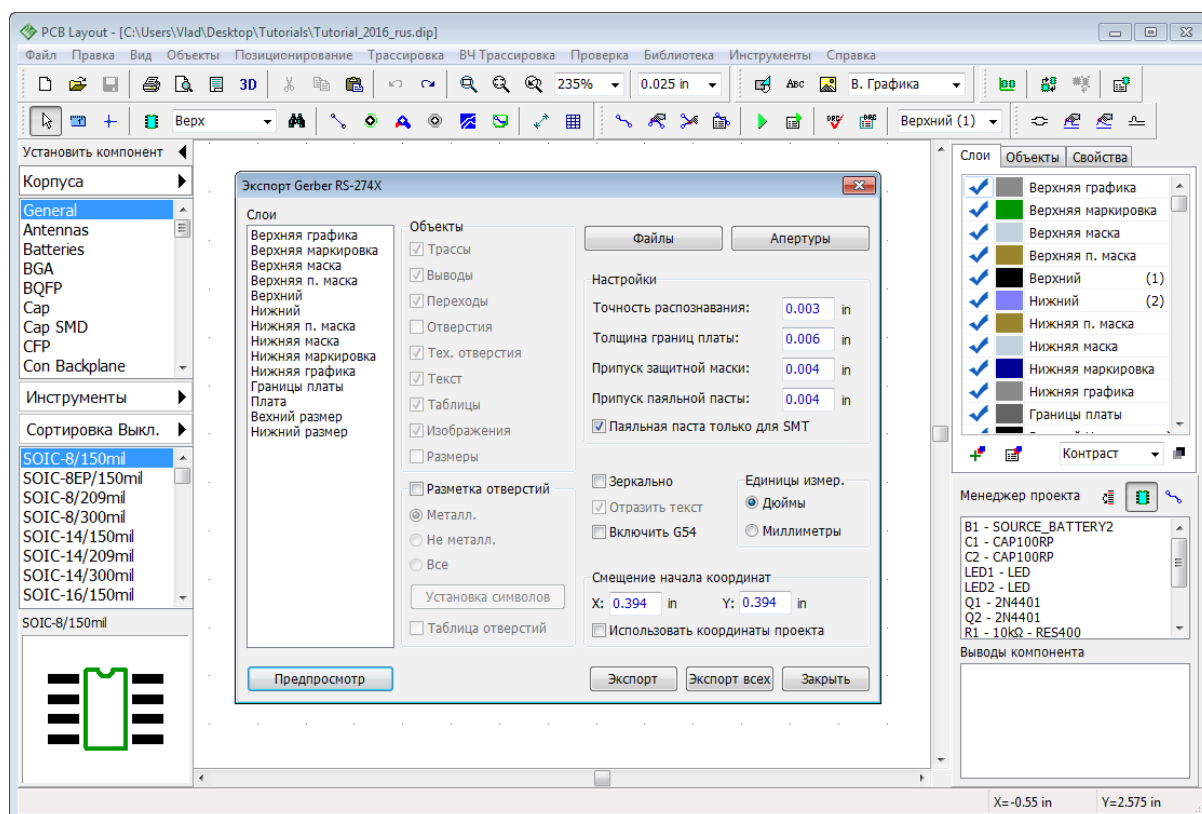 PCB Layout - [C:\Users\Vlad\Desktop\Tutorials\Tutorial_2016_rus.dip]
Файл Правка Вид Объекты Позиционирование Трассировка ВЧ Трассировка Проверка Библиотека Инструменты Справка
3D 235% 0.025 in ABC В. Графика
Верх DRC DRC Верхний (1)
Установить компонент
Корпуса
General
Antennas
Batteries
BGA
BQFP
Cap
Cap SMD
CFP
Con Backplane
Инструменты
Сортировка Выкл.
SOIC-8/150mil
SOIC-8EP/150mil
SOIC-8/209mil
SOIC-8/300mil
SOIC-14/150mil
SOIC-14/209mil
SOIC-14/300mil
SOIC-16/150mil
SOIC-8/150mil
Экспорт Gerber RS-274X
Слои
Верхняя графика
Верхняя маркировка
Верхняя маска
Верхняя п. маска
Верхний
Нижний
Нижняя п. маска
Нижняя маска
Нижняя маркировка
Нижняя графика
Границы платы
Плата
Вехний размер
Нижний размер
Предпросмотр
Объекты
Трассы
Выводы
Переходы
Отверстия
Тех. отверстия
Текст
Таблицы
Изображения
Размеры
Разметка отверстий
Металл.
Не металл.
Все
Установка символов
Таблица отверстий
Файлы Апертуры
Настройки
Точность распознавания: 0.003 in
Толщина границ платы: 0.006 in
Припуск защитной маски: 0.004 in
Припуск паяльной пасты: 0.004 in
Паяльная паста только для SMT
Зеркально
Отразить текст
Включить G54
Единицы измер.
Дюймы
Миллиметры
Смещение начала координат
X: 0.394 in Y: 0.394 in
Использовать координаты проекта
Экспорт Экспорт всех Закрыть
Слои Объекты Свойства
Верхняя графика
Верхняя маркировка
Верхняя маска
Верхняя п. маска
Верхний (1)
Нижний (2)
Нижняя п. маска
Нижняя маска
Нижняя маркировка
Нижняя графика
Границы платы
Контраст
Менеджер проекта
B1 - SOURCE_BATTERY2
C1 - CAP100RP
C2 - CAP100RP
LED1 - LED
LED2 - LED
Q1 - 2N4401
Q2 - 2N4401
R1 - 10kΩ - RES400
Выводы компонента
X=-0.55 in Y=2.575 in